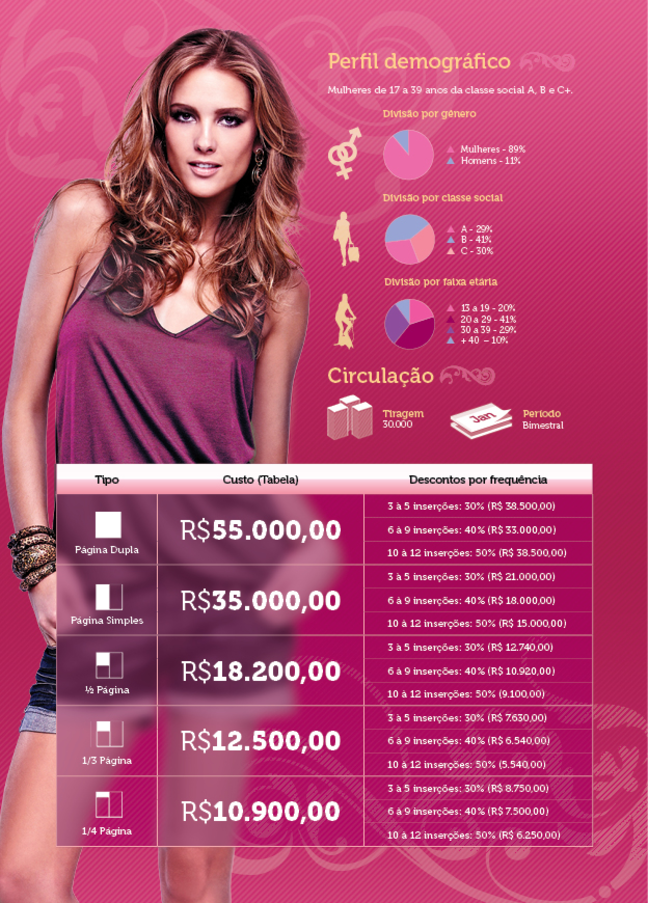 Perfil demográfico
Mulheres de 17 a 39 anos da classe social A, B e C+.
Divisão por gênero
Mulheres - 89%
Homens - 11%
Divisão por classe social
A - 29%
B - 41%
C - 30%
Divisão por faixa etária
13 a 19 - 20%
20 a 29 - 41%
30 a 39 - 29%
+ 40 – 10%
Circulação
Tiragem
30.000
Jan
Período
Bimestral
Tipo Custo (Tabela) Descontos por frequência
Página Dupla
R$55.000,00
3 à 5 inserções: 30% (R$ 38.500,00)
6 à 9 inserções: 40% (R$ 33.000,00)
10 à 12 inserções: 50% (R$ 38.500,00)
Página Simples
R$35.000,00
3 à 5 inserções: 30% (R$ 21.000,00)
6 à 9 inserções: 40% (R$ 18.000,00)
10 à 12 inserções: 50% (R$ 15.000,00)
½ Página
R$18.200,00
3 à 5 inserções: 30% (R$ 12.740,00)
6 à 9 inserções: 40% (R$ 10.920,00)
10 à 12 inserções: 50% (9.100,00)
1/3 Página
R$12.500,00
3 à 5 inserções: 30% (R$ 7.630,00)
6 à 9 inserções: 40% (R$ 6.540,00)
10 à 12 inserções: 50% (5.540,00)
1/4 Página
R$10.900,00
3 à 5 inserções: 30% (R$ 8.750,00)
6 à 9 inserções: 40% (R$ 7.500,00)
10 à 12 inserções: 50% (R$ 6.250,00)